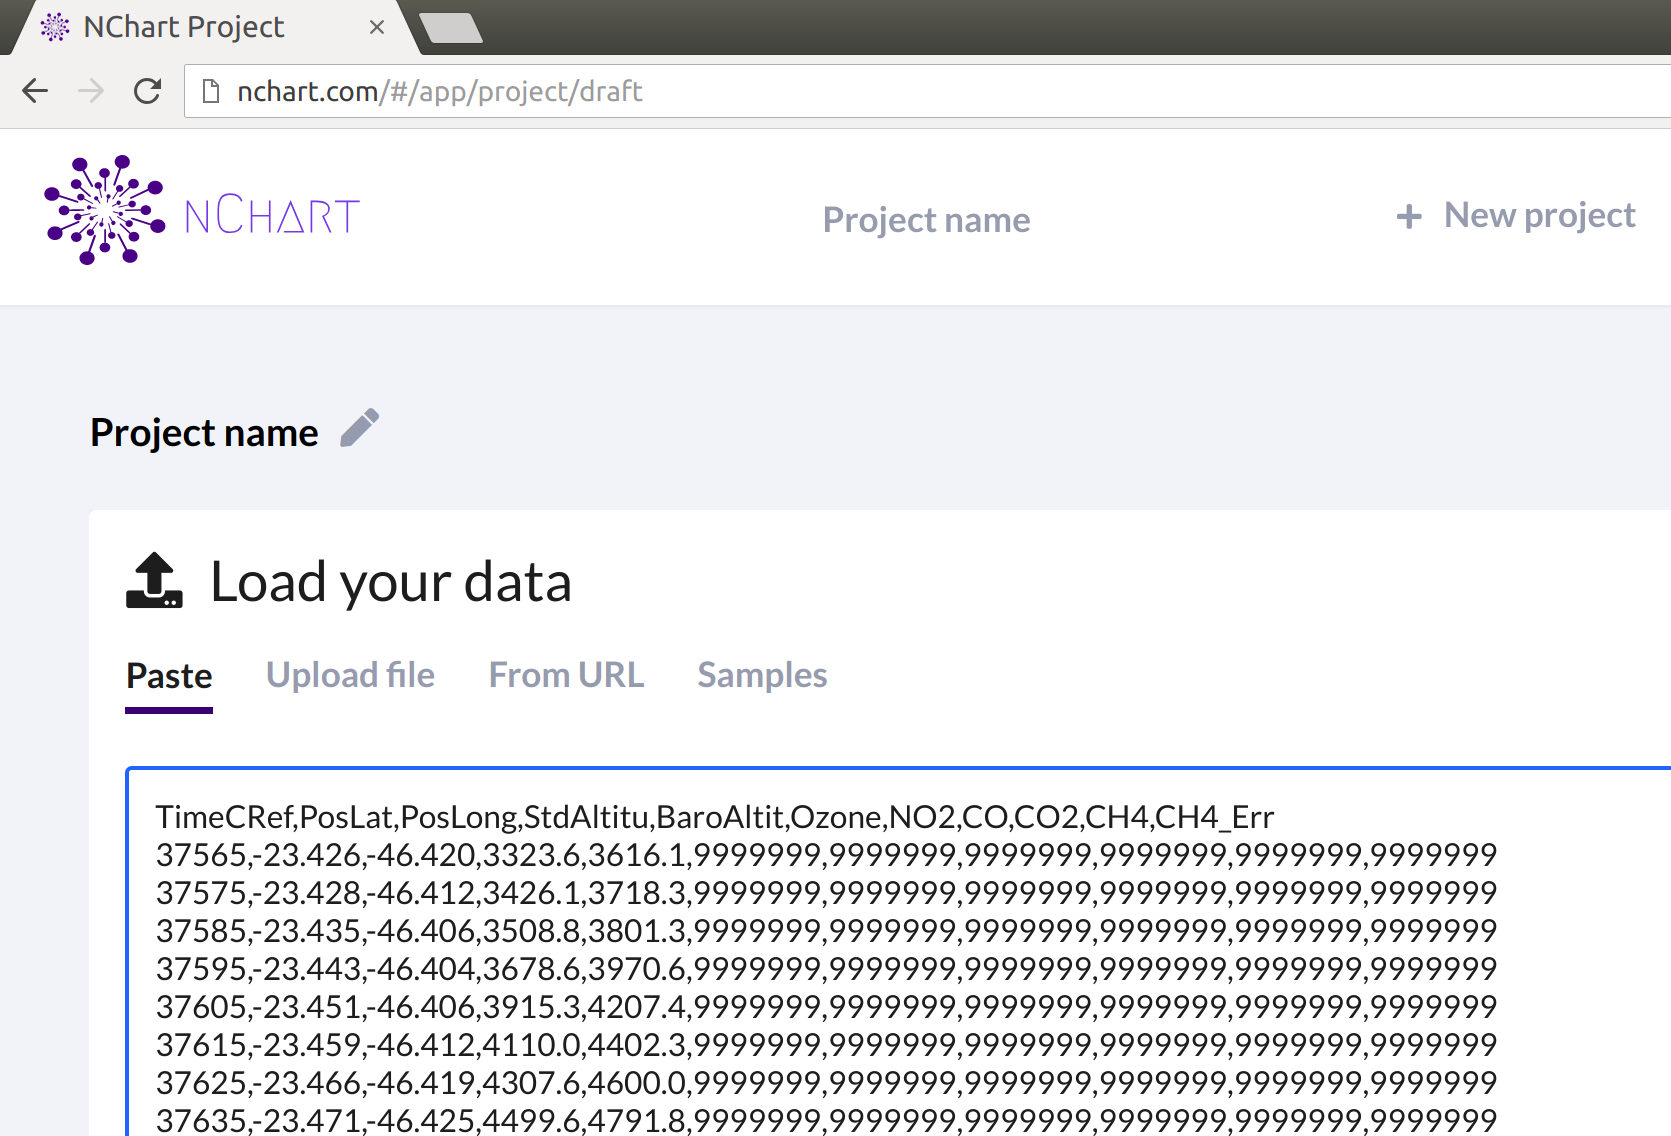 NChart Project
nchart.com/#/app/project/draft
NCHART
Project name
+ New project
Project name
Load your data
Paste Upload file From URL Samples
TimeCRef,PosLat,PosLong,StdAltitu,BaroAltit,Ozone,NO2,CO,CO2,CH4,CH4_Err
37565,-23.426,-46.420,3323.6,3616.1,9999999,9999999,9999999,9999999,9999999,9999999
37575,-23.428,-46.412,3426.1,3718.3,9999999,9999999,9999999,9999999,9999999,9999999
37585,-23.435,-46.406,3508.8,3801.3,9999999,9999999,9999999,9999999,9999999,9999999
37595,-23.443,-46.404,3678.6,3970.6,9999999,9999999,9999999,9999999,9999999,9999999
37605,-23.451,-46.406,3915.3,4207.4,9999999,9999999,9999999,9999999,9999999,9999999
37615,-23.459,-46.412,4110.0,4402.3,9999999,9999999,9999999,9999999,9999999,9999999
37625,-23.466,-46.419,4307.6,4600.0,9999999,9999999,9999999,9999999,9999999,9999999
37635,-23.471,-46.425,4499.6,4791.8,9999999,9999999,9999999,9999999,9999999,9999999